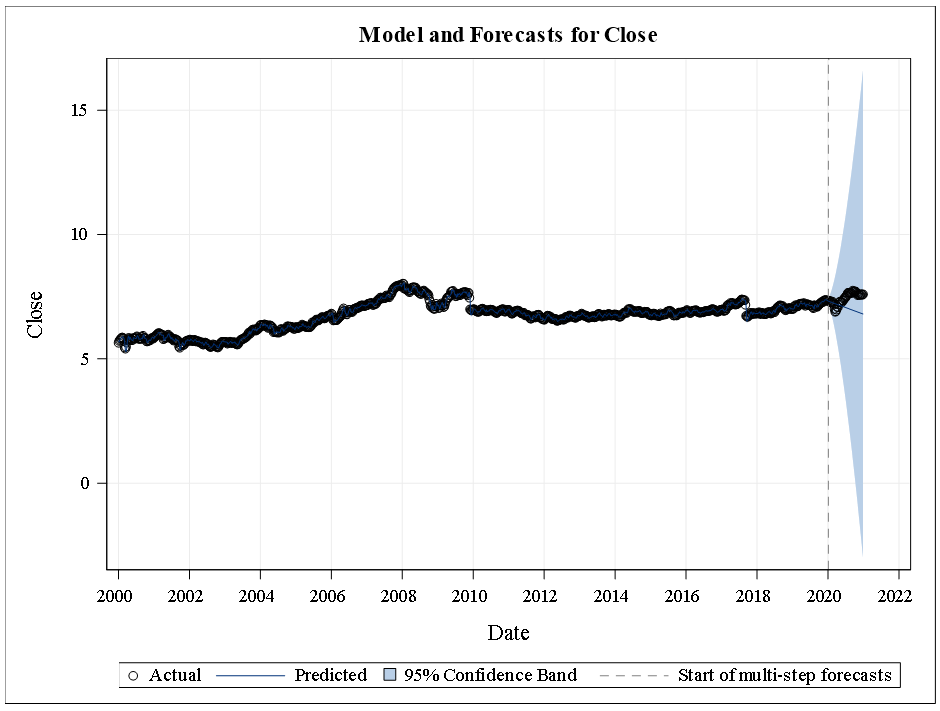 Model and Forecasts for Close
15
10
5
0
Close
2000 2002 2004 2006 2008 2010 2012 2014 2016 2018 2020 2022
Date
Actual Predicted 95% Confidence Band Start of multi-step forecasts